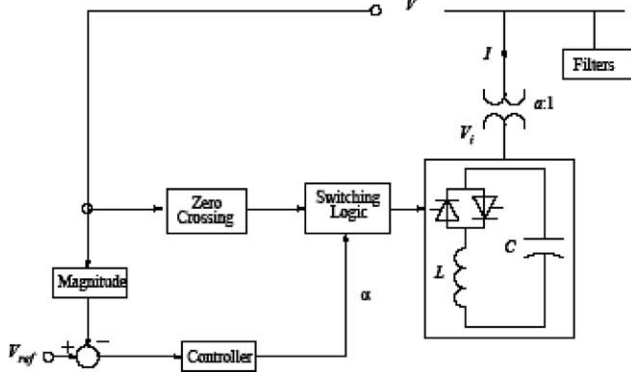 V
I
Filters
a:1
V_i
Zero
Crossing
Switching
Logic
L
C
Magnitude
α
V_ref
+
−
Controller